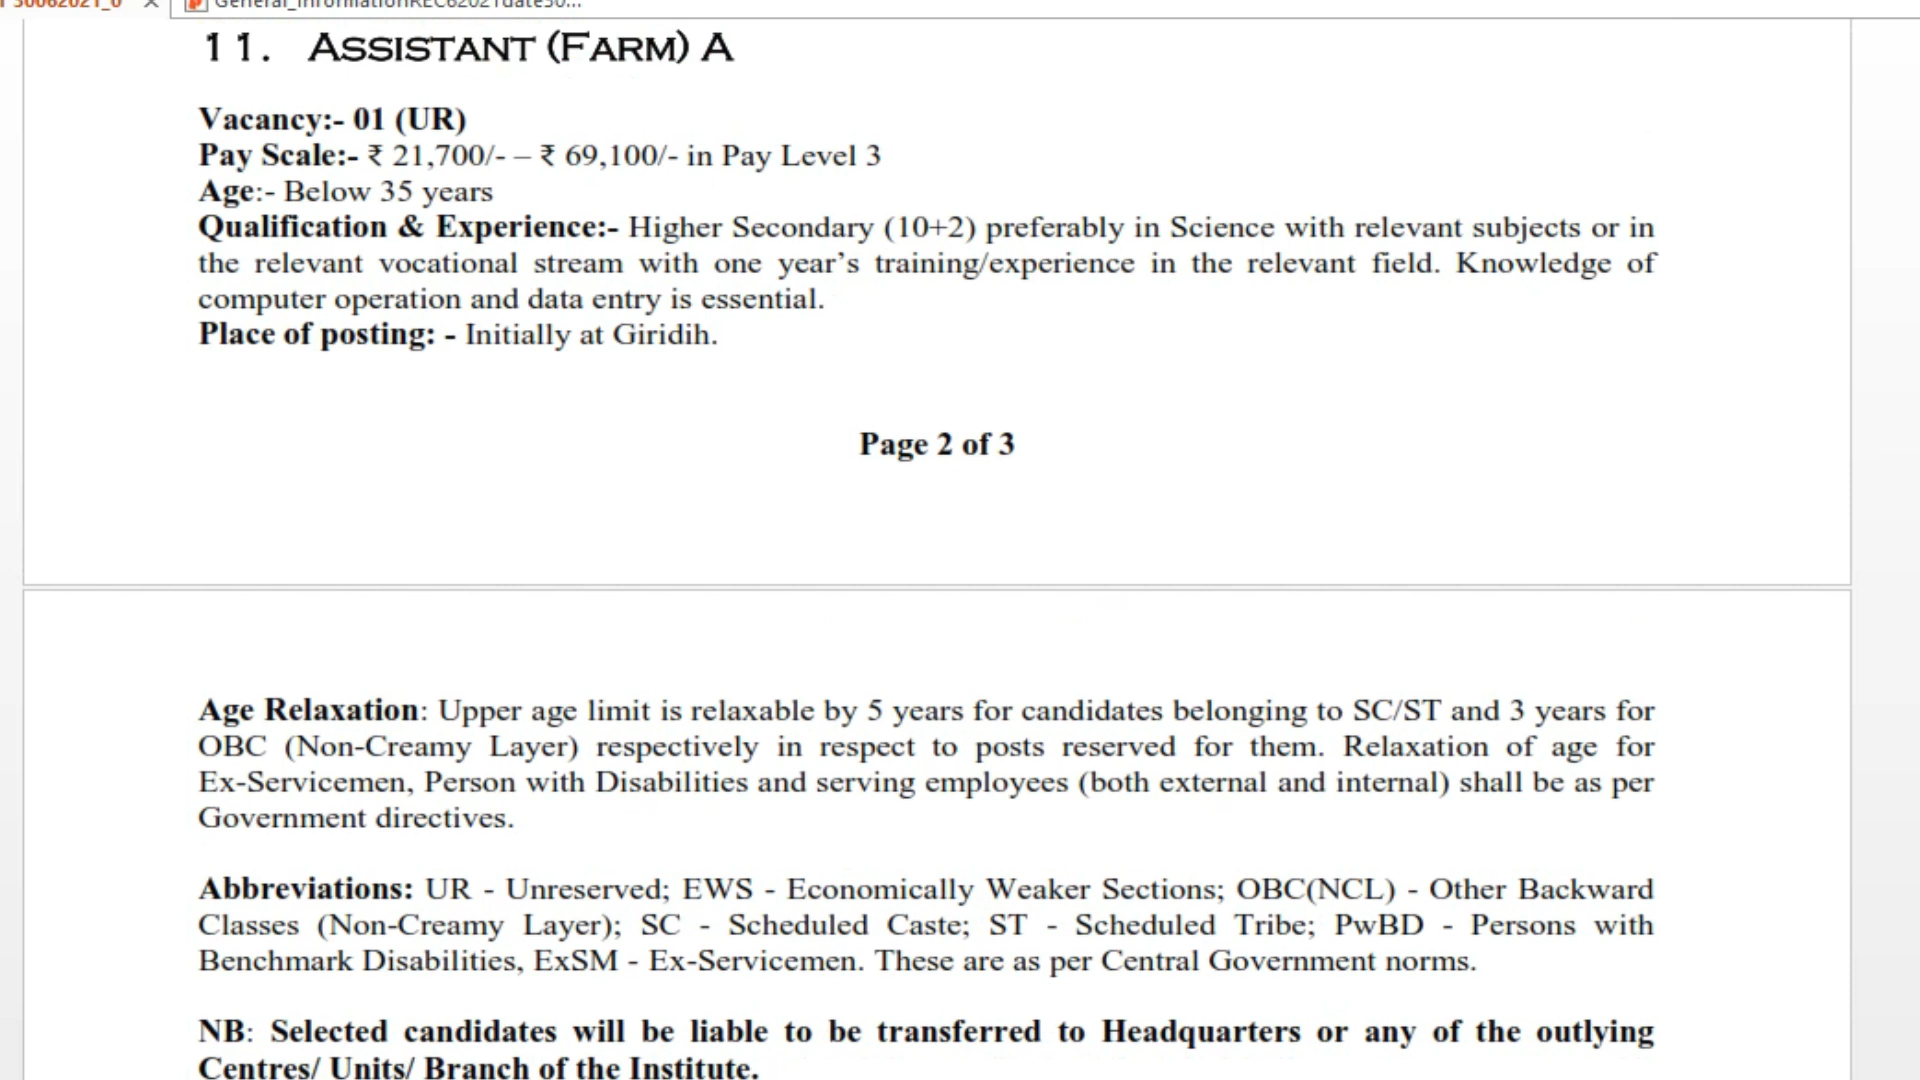 11. ASSISTANT (FARM) A
Vacancy:- 01 (UR)
Pay Scale:- ₹ 21,700/- – ₹ 69,100/- in Pay Level 3
Age:- Below 35 years
Qualification & Experience:- Higher Secondary (10+2) preferably in Science with relevant subjects or in
the relevant vocational stream with one year’s training/experience in the relevant field. Knowledge of
computer operation and data entry is essential.
Place of posting: - Initially at Giridih.
Page 2 of 3
Age Relaxation: Upper age limit is relaxable by 5 years for candidates belonging to SC/ST and 3 years for
OBC (Non-Creamy Layer) respectively in respect to posts reserved for them. Relaxation of age for
Ex-Servicemen, Person with Disabilities and serving employees (both external and internal) shall be as per
Government directives.
Abbreviations: UR - Unreserved; EWS - Economically Weaker Sections; OBC(NCL) - Other Backward
Classes (Non-Creamy Layer); SC - Scheduled Caste; ST - Scheduled Tribe; PwBD - Persons with
Benchmark Disabilities, ExSM - Ex-Servicemen. These are as per Central Government norms.
NB: Selected candidates will be liable to be transferred to Headquarters or any of the outlying
Centres/ Units/ Branch of the Institute.